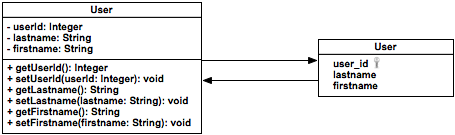 User
- userId: Integer
- lastname: String
- firstname: String
+ getUserId(): Integer
+ setUserId(userId: Integer): void
+ getLastname(): String
+ setLastname(lastname: String): void
+ getFirstname(): String
+ setFirstname(firstname: String): void
User
user_id
lastname
firstname